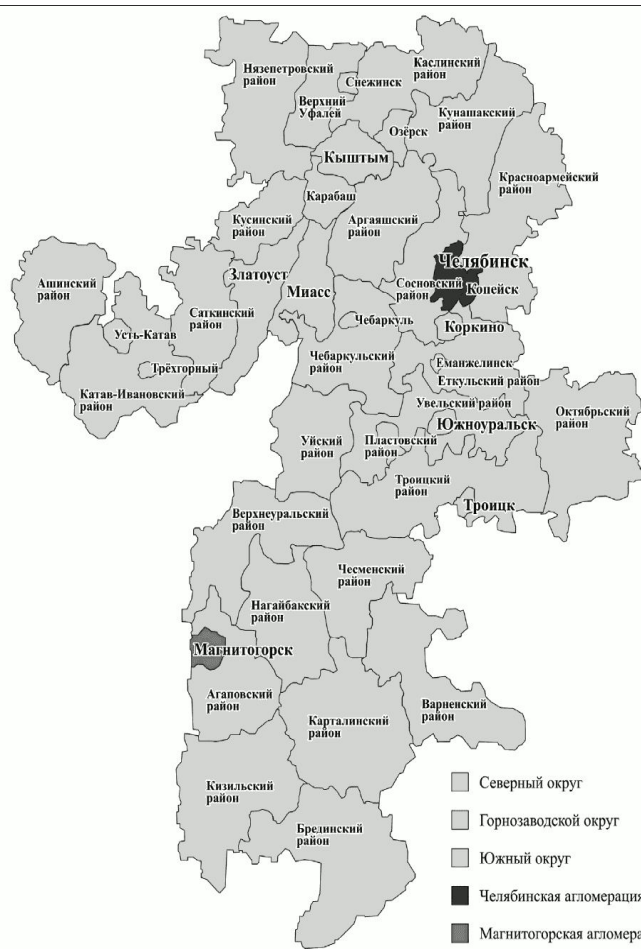 Нязепетровский
район
Каслинский
район
Снежинск
Верхний
Уфалей
Кунашакский
район
Озёрск
Кыштым
Красноармейский
район
Карабаш
Аргаяшский
район
Кусинский
район
Челябинск
Златоуст
Ашинский
район
Миасс
Сосновский
район
Копейск
Саткинский
район
Чебаркуль
Коркино
Усть-Катав
Чебаркульский
район
Еманжелинск
Трёхгорный
Еткульский район
Катав-Ивановский
район
Увельский район
Октябрьский
район
Южноуральск
Уйский
район
Пластовский
район
Троицкий
район
Троицк
Верхнеуральский
район
Чесменский
район
Нагайбакский
район
Магнитогорск
Агаповский
район
Варненский
район
Карталинский
район
Кизильский
район
Брединский
район
Северный округ
Горнозаводской округ
Южный округ
Челябинская агломерация
Магнитогорская агломера